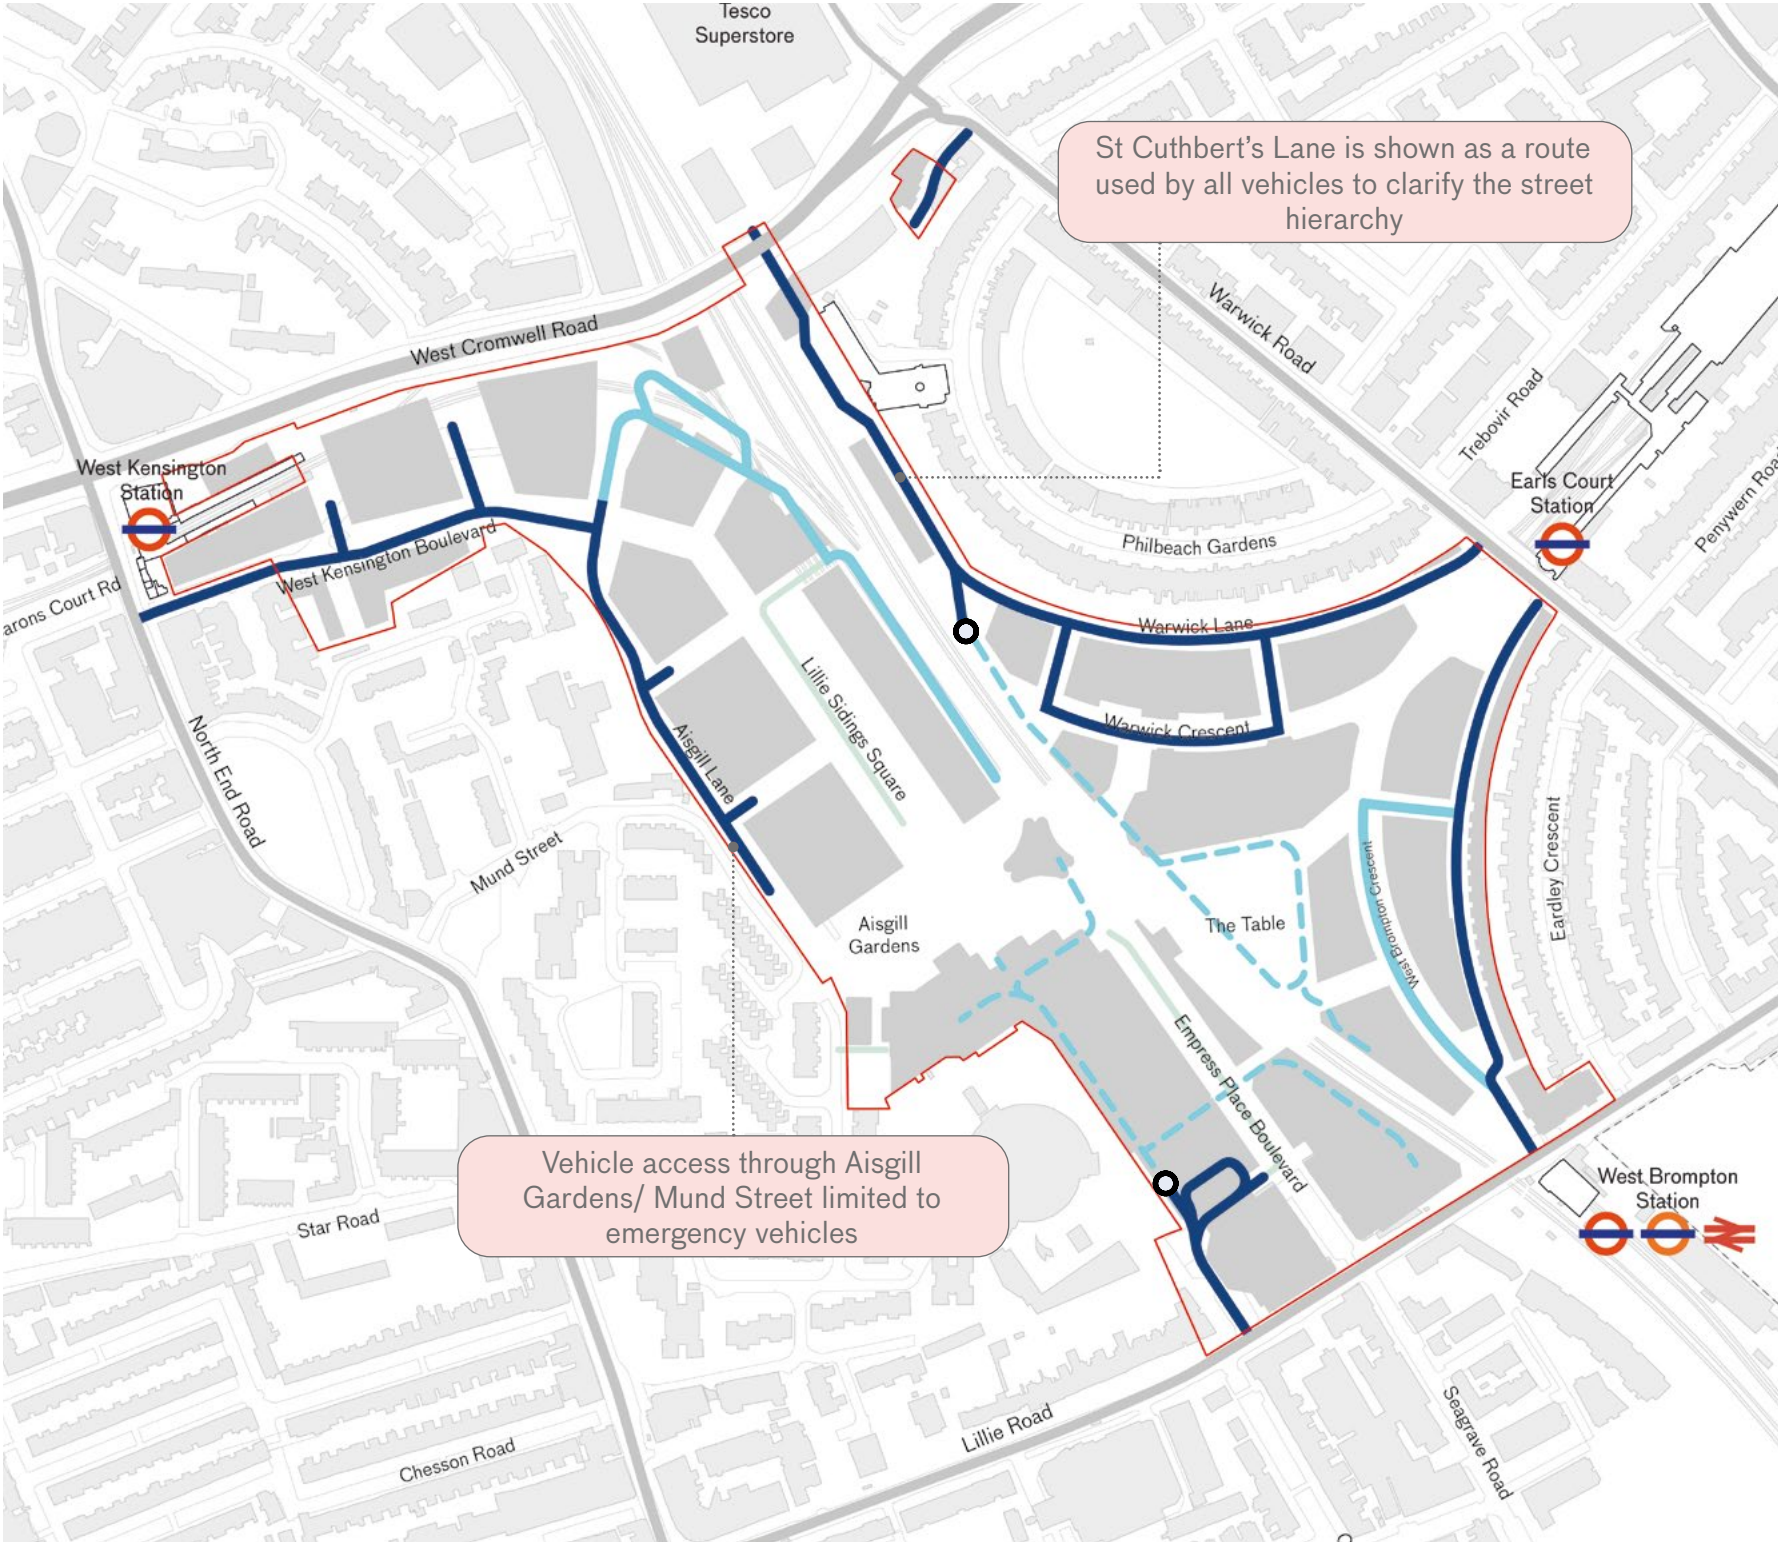 Tesco
Superstore
St Cuthbert's Lane is shown as a route
used by all vehicles to clarify the street
hierarchy
Warwick Road
West Cromwell Road
Trebovir Road
West Kensington
Station
Earls Court
Station
Penywern Road
Philbeach Gardens
West Kensington Boulevard
arons Court Rd
Warwick Lane
Lillie Sidings Square
Warwick Crescent
North End Road
Aisgill Lane
Mund Street
Eardley Crescent
West Brompton Crescent
Aisgill
Gardens
The Table
Empress Place Boulevard
Vehicle access through Aisgill
Gardens/ Mund Street limited to
emergency vehicles
West Brompton
Station
Star Road
Lillie Road
Seagrave Road
Chesson Road